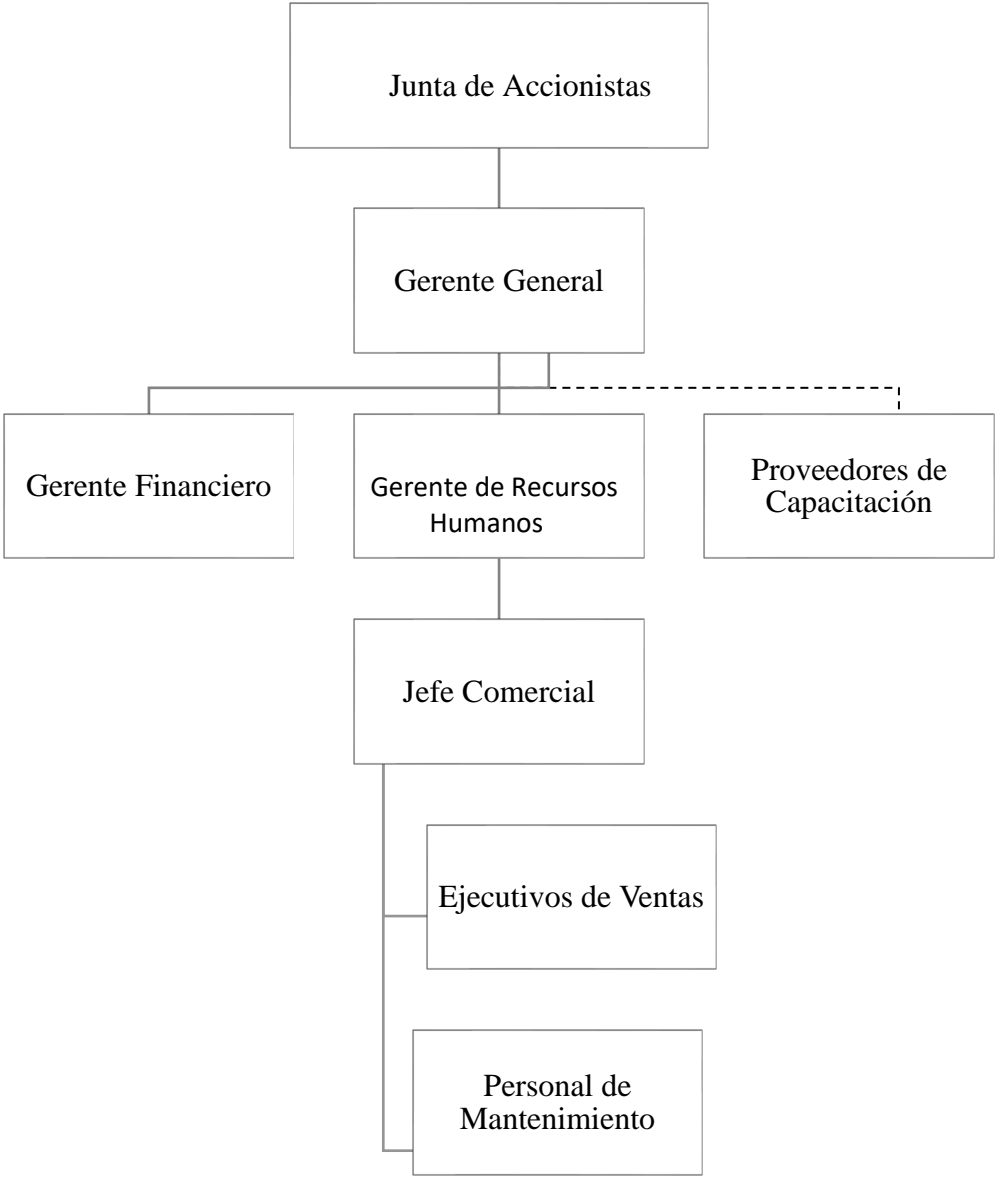 Junta de Accionistas
Gerente General
Gerente Financiero
Gerente de Recursos
Humanos
Proveedores de
Capacitación
Jefe Comercial
Ejecutivos de Ventas
Personal de
Mantenimiento